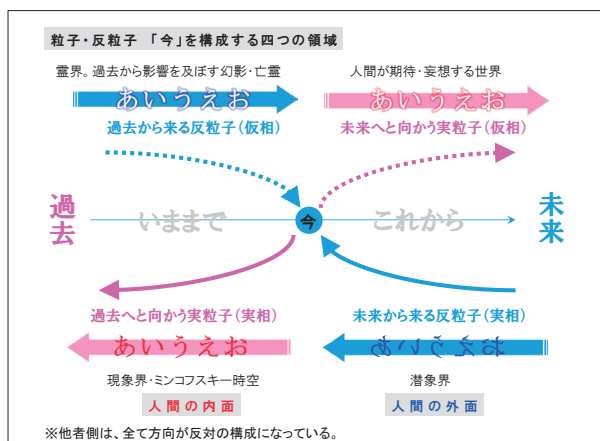 粒子・反粒子 「今」を構成する四つの領域
霊界。過去から影響を及ぼす幻影・亡霊
人間が期待・妄想する世界
あいうえお
あいうえお
過去から来る反粒子(仮相)
未来へと向かう実粒子(仮相)
過去
いままで
今
これから
未来
過去へと向かう実粒子(実相)
未来から来る反粒子(実相)
あいうえお
あいうえお
現象界・ミンコフスキー時空
潜象界
人間の内面
人間の外面
※他者側は、全て方向が反対の構成になっている。